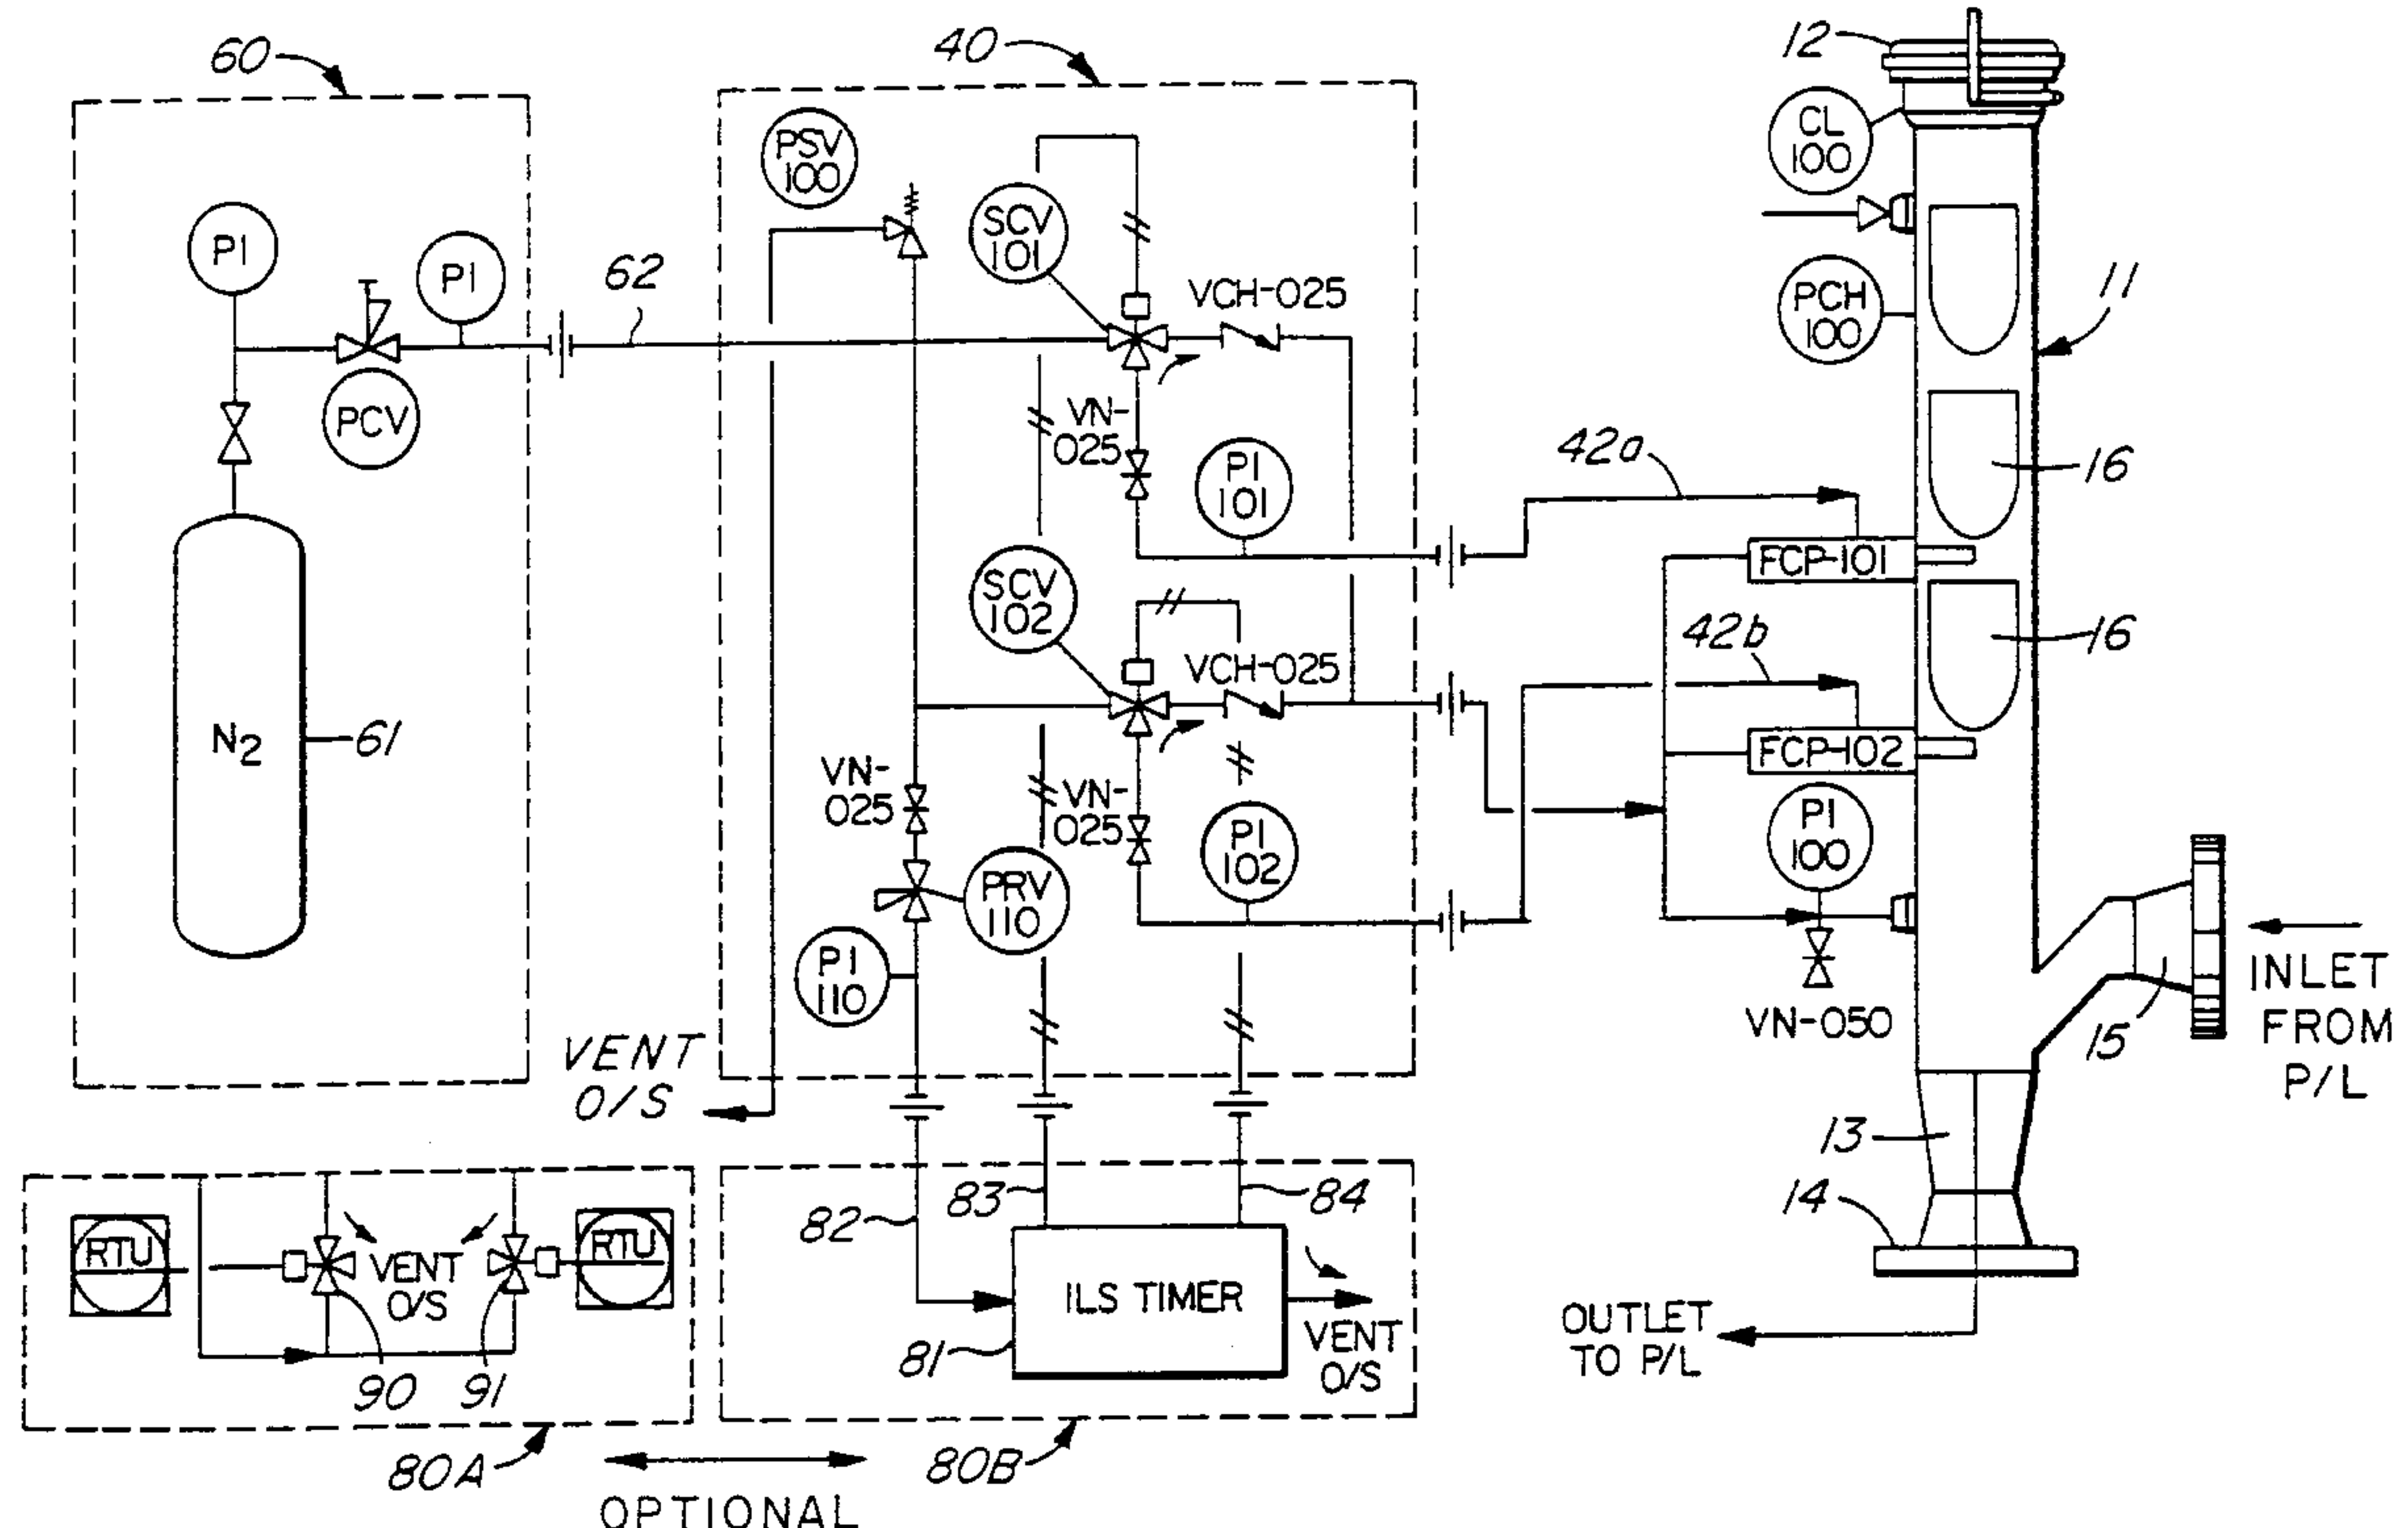 60
PI
PI
PCV
N2
61
62
40
PSV
100
SCV
101
VCH-025
VN-
025
PI
101
SCV
102
VCH-025
VN-
025
VN-
025
PI
102
PRV
110
PI
110
VENT
O/S
12
CL
100
PCH
100
11
16
16
42a
FCP-101
42b
FCP-102
PI
100
VN-050
15
INLET
FROM
P/L
13
14
OUTLET
TO P/L
RTU
VENT
O/S
RTU
90
91
80A
82
83
84
ILS TIMER
81
VENT
O/S
80B
OPTIONAL